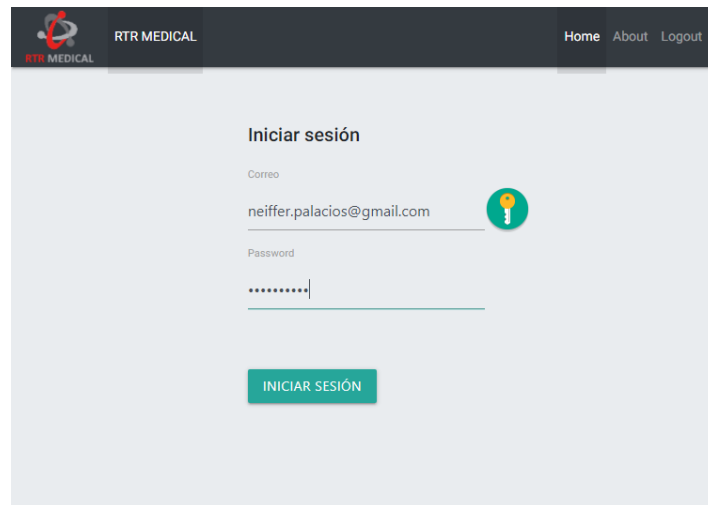 RTR MEDICAL
RTR MEDICAL Home About Logout
Iniciar sesión
Correo
neiffer.palacios@gmail.com
Password
••••••••••
INICIAR SESIÓN